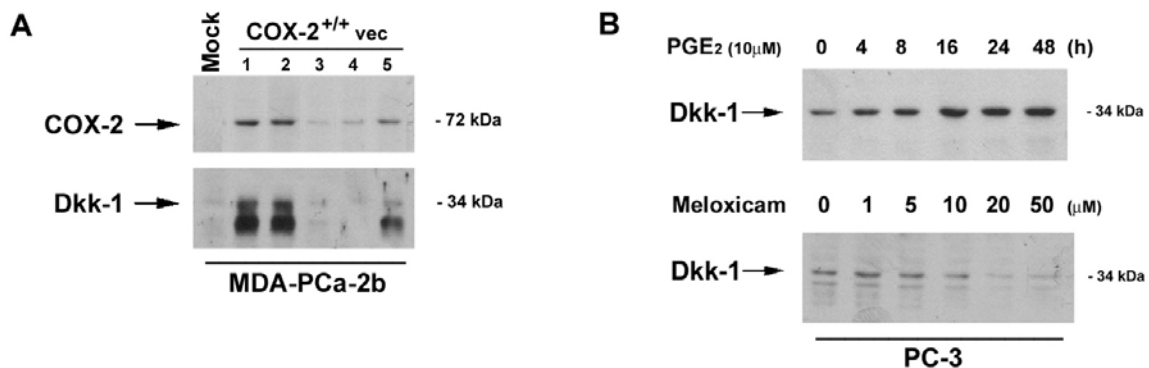 A
Mock
COX-2+/+ vec
1 2 3 4 5
COX-2
- 72 kDa
Dkk-1
- 34 kDa
MDA-PCa-2b
B
PGE2 (10μM) 0 4 8 16 24 48 (h)
Dkk-1
- 34 kDa
Meloxicam 0 1 5 10 20 50 (μM)
Dkk-1
- 34 kDa
PC-3